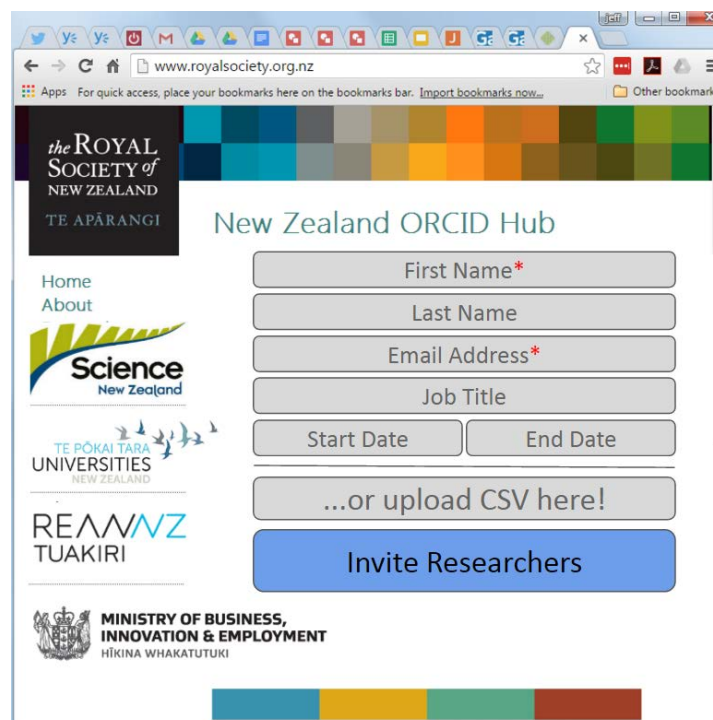 Jeff
www.royalsociety.org.nz
Apps For quick access, place your bookmarks here on the bookmarks bar. Import bookmarks now... Other bookmark
the ROYAL
SOCIETY of
NEW ZEALAND
TE APĀRANGI
New Zealand ORCID Hub
Home
About
Science
New Zealand
TE PŌKAI TARA
UNIVERSITIES
NEW ZEALAND
REANNZ
TUAKIRI
MINISTRY OF BUSINESS,
INNOVATION & EMPLOYMENT
HĪKINA WHAKATUTUKI
First Name*
Last Name
Email Address*
Job Title
Start Date End Date
...or upload CSV here!
Invite Researchers